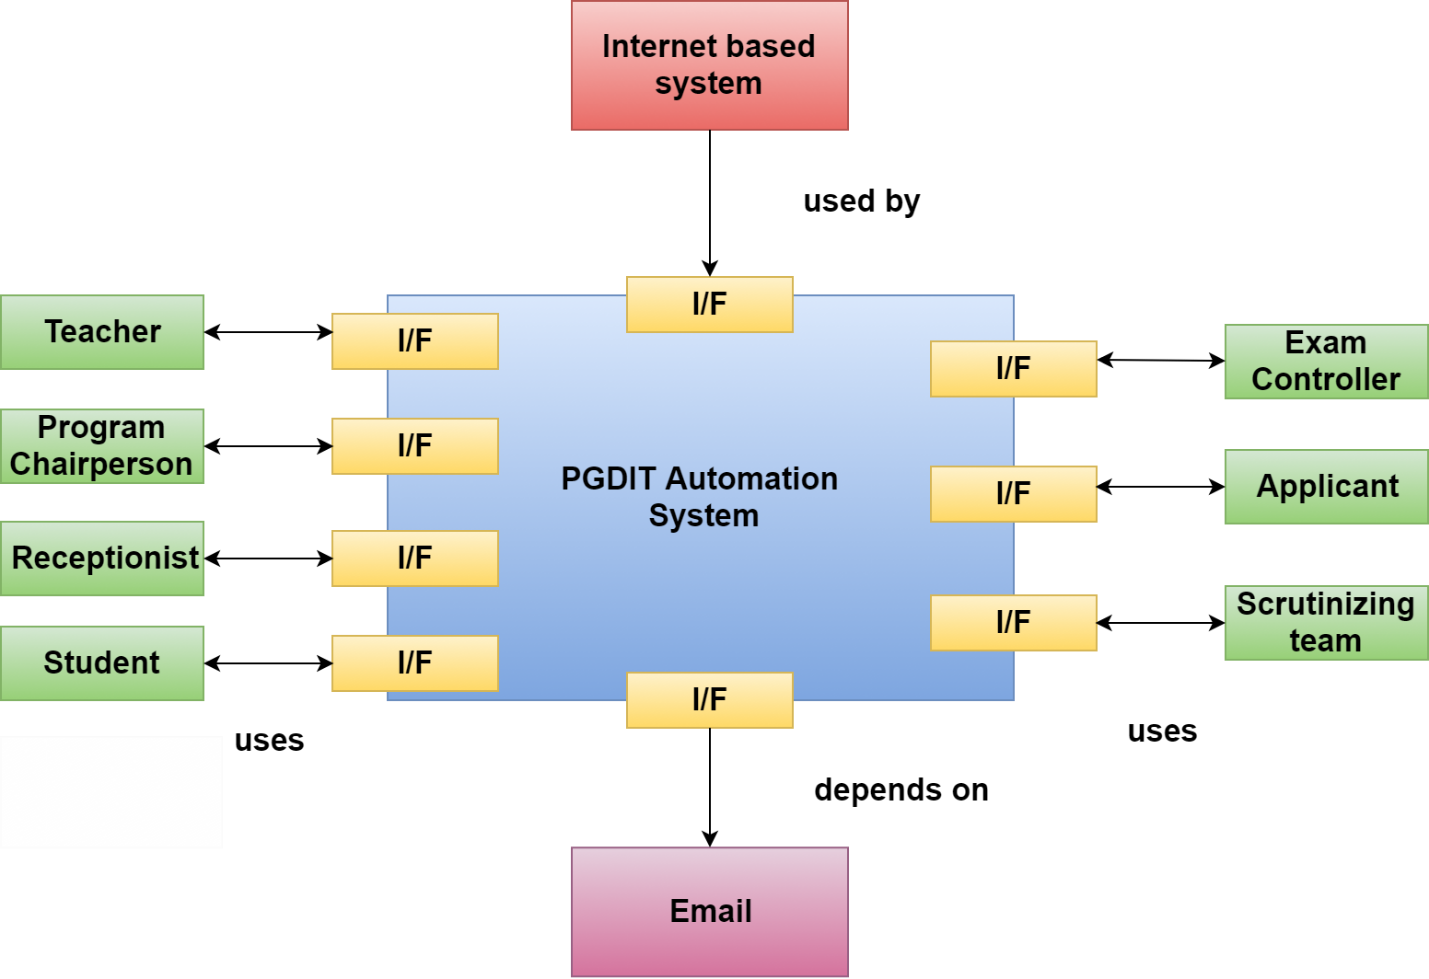 Internet based
system
used by
I/F
Teacher
I/F
Program
Chairperson
I/F
Receptionist
I/F
Student
I/F
uses
PGDIT Automation
System
I/F
Exam
Controller
I/F
Applicant
I/F
Scrutinizing
team
uses
I/F
depends on
Email